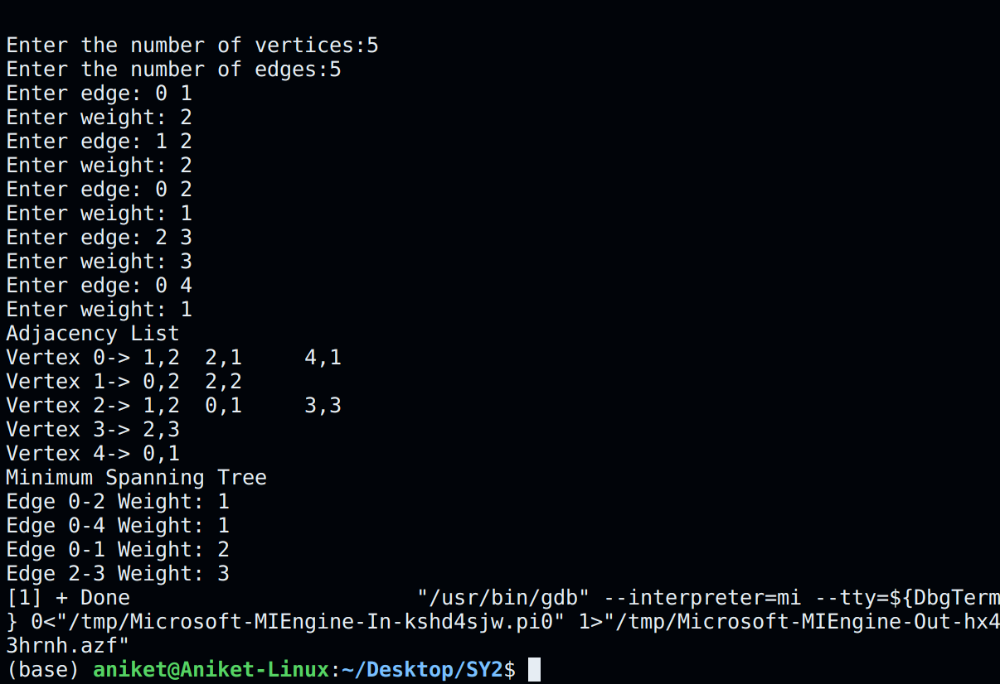 Enter the number of vertices:5
Enter the number of edges:5
Enter edge: 0 1
Enter weight: 2
Enter edge: 1 2
Enter weight: 2
Enter edge: 0 2
Enter weight: 1
Enter edge: 2 3
Enter weight: 3
Enter edge: 0 4
Enter weight: 1
Adjacency List
Vertex 0-> 1,2  2,1     4,1
Vertex 1-> 0,2  2,2
Vertex 2-> 1,2  0,1     3,3
Vertex 3-> 2,3
Vertex 4-> 0,1
Minimum Spanning Tree
Edge 0-2 Weight: 1
Edge 0-4 Weight: 1
Edge 0-1 Weight: 2
Edge 2-3 Weight: 3
[1] + Done                       "/usr/bin/gdb" --interpreter=mi --tty=${DbgTerm
} 0<"/tmp/Microsoft-MIEngine-In-kshd4sjw.pi0" 1>"/tmp/Microsoft-MIEngine-Out-hx4
3hrnh.azf"
(base) aniket@Aniket-Linux:~/Desktop/SY2$